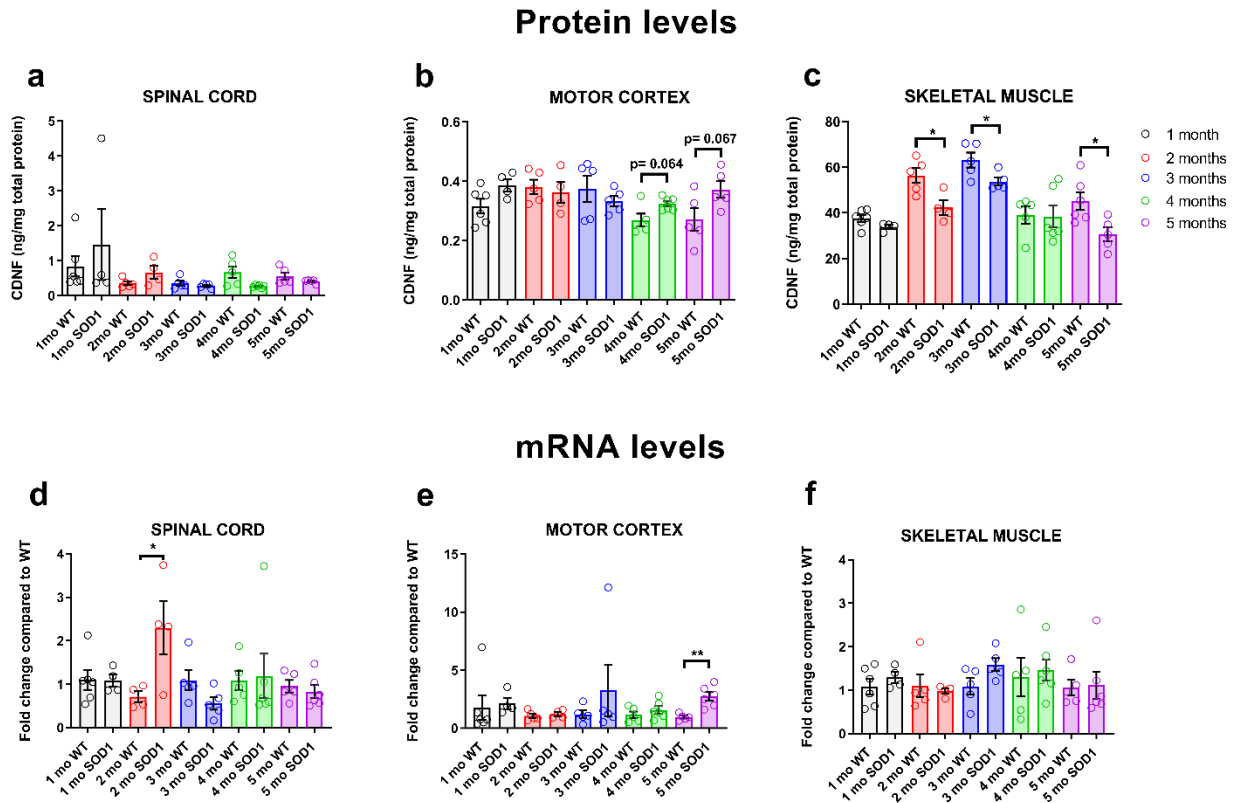 Protein levels
a
SPINAL CORD
CDNF (ng/mg total protein)
5
4
3
2
1
0
1mo WT
1mo SOD1
2mo WT
2mo SOD1
3mo WT
3mo SOD1
4mo WT
4mo SOD1
5mo WT
5mo SOD1
b
MOTOR CORTEX
CDNF (ng/mg total protein)
0.6
0.4
0.2
0.0
p= 0.064
p= 0.067
1mo WT
1mo SOD1
2mo WT
2mo SOD1
3mo WT
3mo SOD1
4mo WT
4mo SOD1
5mo WT
5mo SOD1
c
SKELETAL MUSCLE
CDNF (ng/mg total protein)
80
60
40
20
0
*
*
*
1mo WT
1mo SOD1
2mo WT
2mo SOD1
3mo WT
3mo SOD1
4mo WT
4mo SOD1
5mo WT
5mo SOD1
1 month
2 months
3 months
4 months
5 months
mRNA levels
d
SPINAL CORD
Fold change compared to WT
4
3
2
1
0
*
1 mo WT
1 mo SOD1
2 mo WT
2 mo SOD1
3 mo WT
3 mo SOD1
4 mo WT
4 mo SOD1
5 mo WT
5 mo SOD1
e
MOTOR CORTEX
Fold change compared to WT
15
10
5
0
**
1 mo WT
1 mo SOD1
2 mo WT
2 mo SOD1
3 mo WT
3 mo SOD1
4 mo WT
4 mo SOD1
5 mo WT
5 mo SOD1
f
SKELETAL MUSCLE
Fold change compared to WT
4
3
2
1
0
1 mo WT
1 mo SOD1
2 mo WT
2 mo SOD1
3 mo WT
3 mo SOD1
4 mo WT
4 mo SOD1
5 mo WT
5 mo SOD1